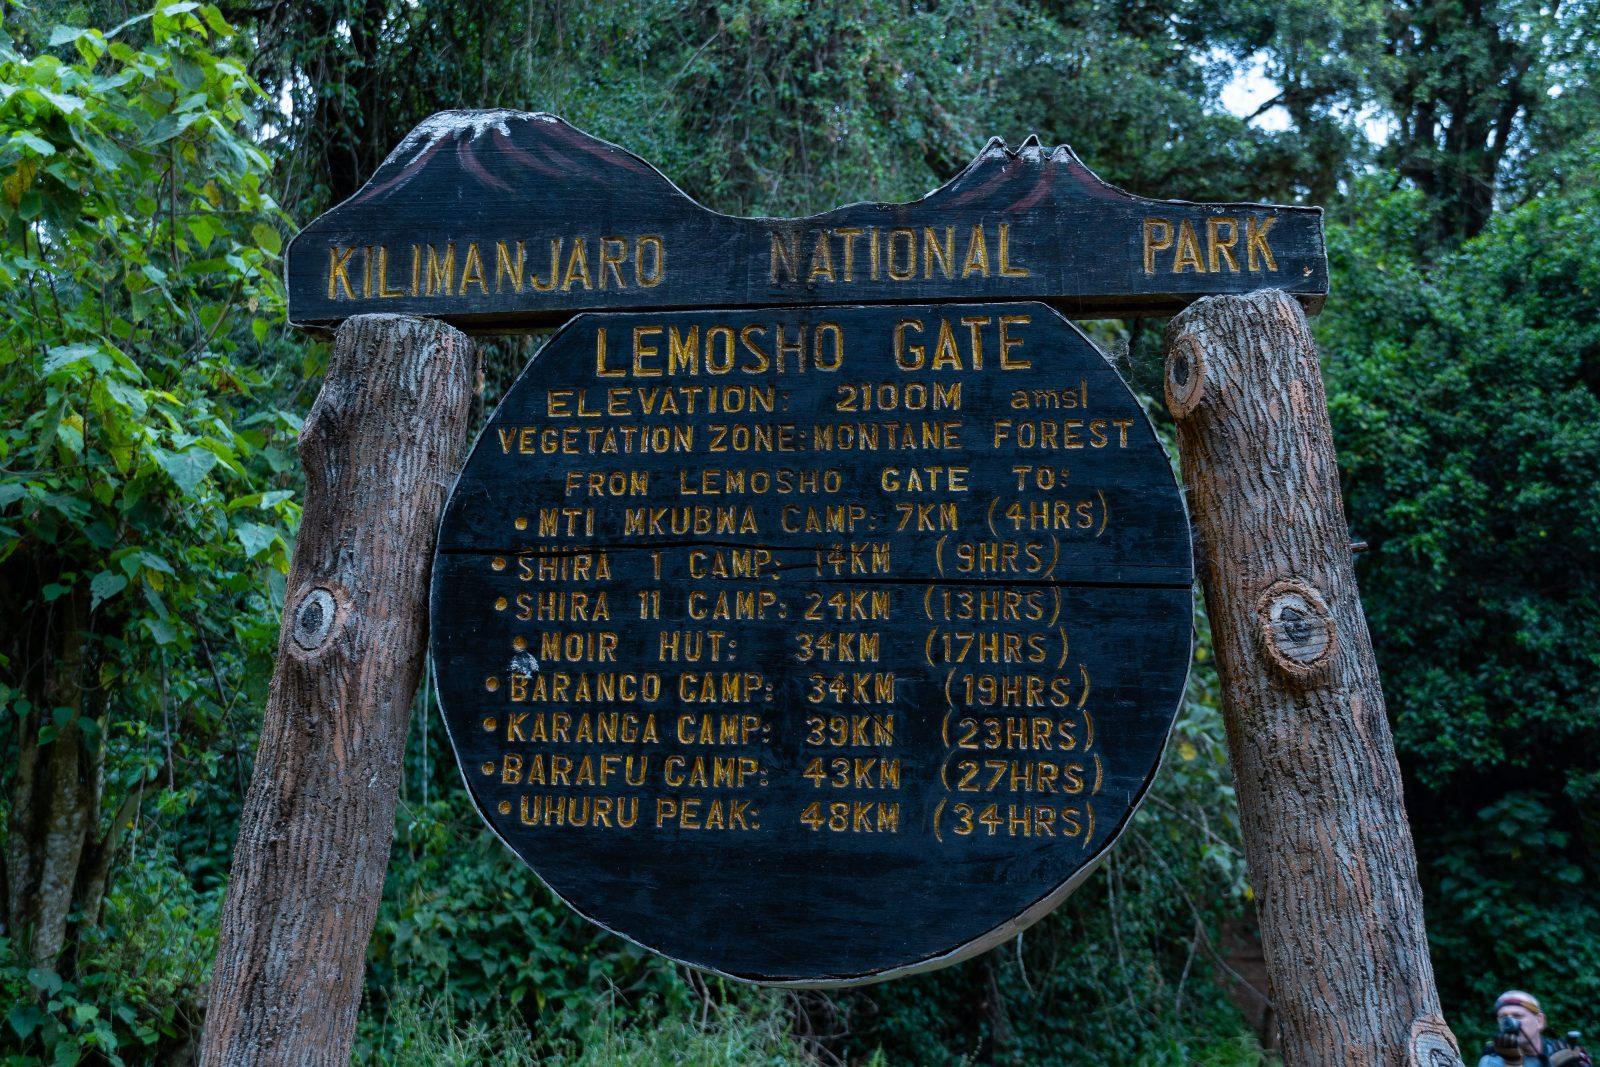 KILIMANJARO NATIONAL PARK
LEMOSHO GATE
ELEVATION: 2100M amsl
VEGETATION ZONE: MONTANE FOREST
FROM LEMOSHO GATE TO:
• MTI MKUBWA CAMP: 7KM (4HRS)
• SHIRA 1 CAMP: 14KM (9HRS)
• SHIRA 11 CAMP: 24KM (13HRS)
• MOIR HUT: 34KM (17HRS)
• BARANCO CAMP: 34KM (19HRS)
• KARANGA CAMP: 39KM (23HRS)
• BARAFU CAMP: 43KM (27HRS)
• UHURU PEAK: 48KM (34HRS)